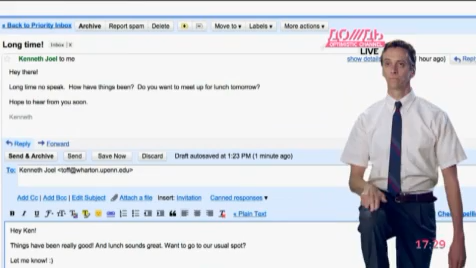 « Back to Priority Inbox Archive Report spam Delete Move to ▾ Labels ▾ More actions ▾
ДОЖДЬ
OPTIMISTIC CHANNEL
LIVE
Long time! Inbox x
Kenneth Joel to me show details hour ago) Reply
Hey there!
Long time no speak. How have things been? Do you want to meet up for lunch tomorrow?
Hope to hear from you soon.
Kenneth
Reply → Forward
Send & Archive Send Save Now Discard Draft autosaved at 1:23 PM (1 minute ago)
To: Kenneth Joel <toff@wharton.upenn.edu>
Add Cc | Add Bcc | Edit Subject Attach a file Insert: Invitation Canned responses ▾
B I U « Plain Text
Hey Ken!
Things have been really good! And lunch sounds great. Want to go to our usual spot?
Let me know! :)
17:29